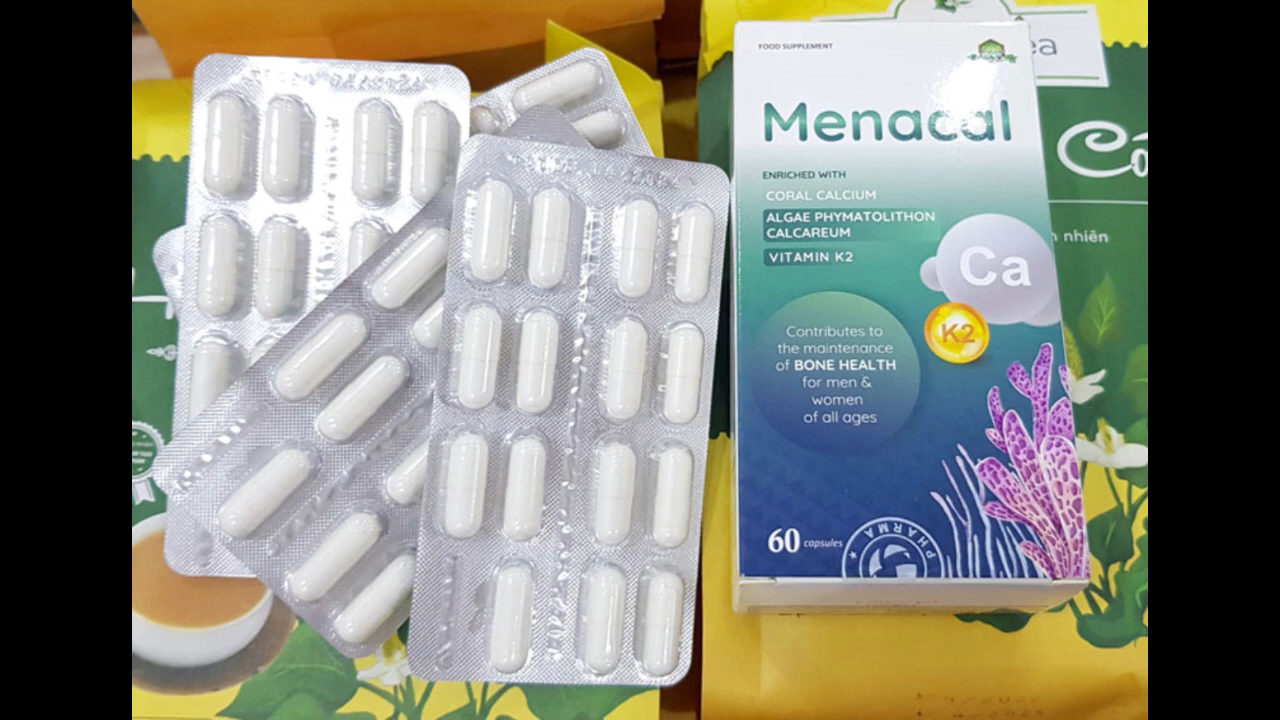 FOOD SUPPLEMENT
Menacal
ENRICHED WITH
CORAL CALCIUM
ALGAE PHYMATOLITHON
CALCAREUM
VITAMIN K2
Ca
K2
Contributes to
the maintenance
of BONE HEALTH
for men &
women
of all ages
60 capsules
PHARMA
ea
nhiên